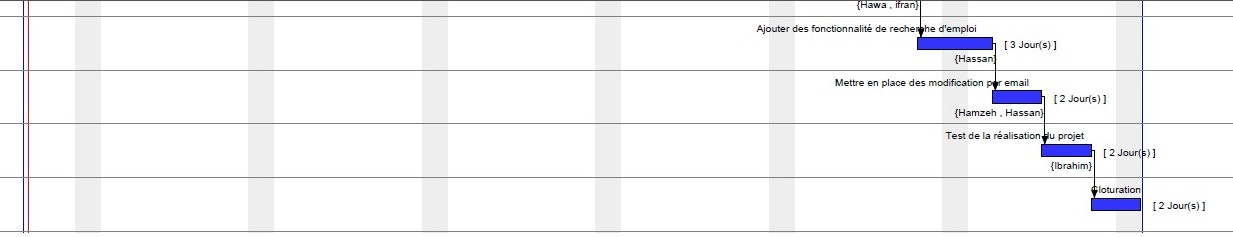 {Hawa , ifran}
Ajouter des fonctionnalité de recherche d'emploi
[ 3 Jour(s) ]
{Hassan}
Mettre en place des modification par email
[ 2 Jour(s) ]
{Hamzeh , Hassan}
Test de la réalisation du projet
[ 2 Jour(s) ]
{Ibrahim}
Cloturation
[ 2 Jour(s) ]